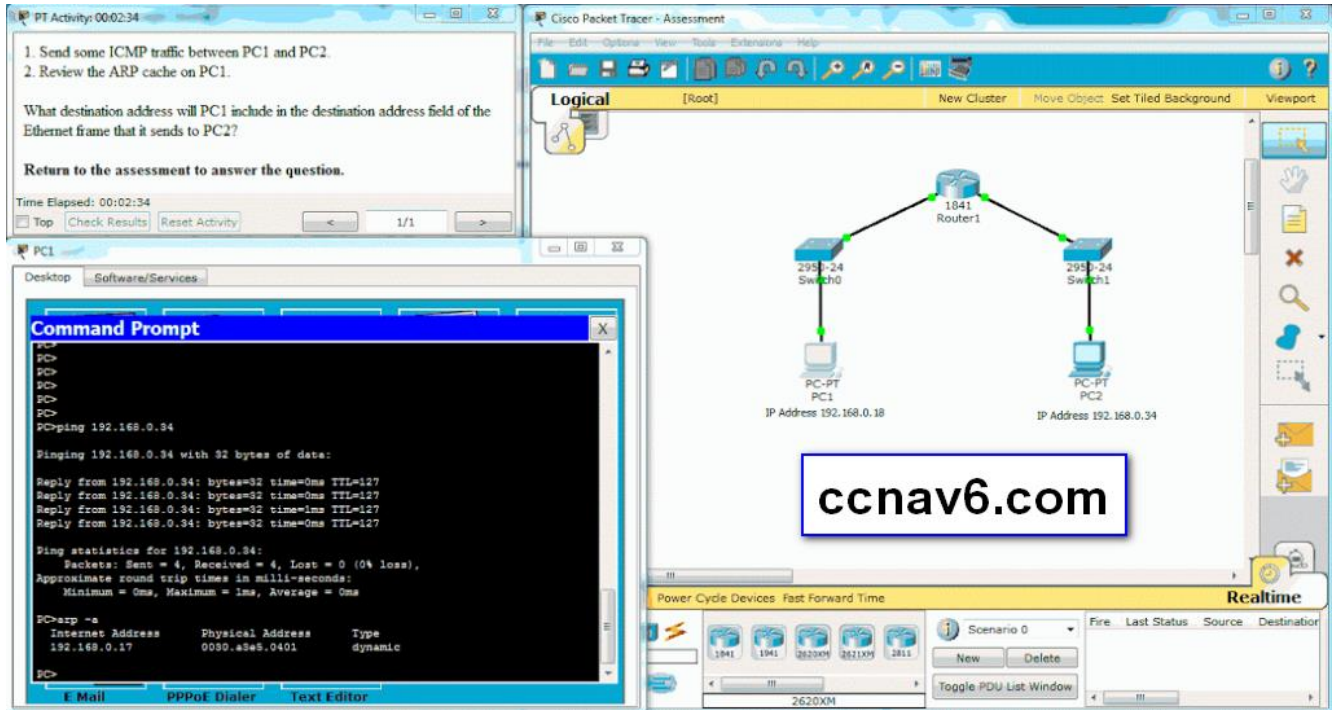 PT Activity: 00:02:34
1. Send some ICMP traffic between PC1 and PC2.
2. Review the ARP cache on PC1.
What destination address will PC1 include in the destination address field of the
Ethernet frame that it sends to PC2?
Return to the assessment to answer the question.
Time Elapsed: 00:02:34
Top Check Results Reset Activity < 1/1 >
PC1
Desktop Software/Services
Command Prompt X
PC>
PC>
PC>
PC>
PC>
PC>
PC>ping 192.168.0.34
Pinging 192.168.0.34 with 32 bytes of data:
Reply from 192.168.0.34: bytes=32 time=0ms TTL=127
Reply from 192.168.0.34: bytes=32 time=0ms TTL=127
Reply from 192.168.0.34: bytes=32 time=0ms TTL=127
Reply from 192.168.0.34: bytes=32 time=0ms TTL=127
Ping statistics for 192.168.0.34:
Packets: Sent = 4, Received = 4, Lost = 0 (0% loss),
Approximate round trip times in milli-seconds:
Minimum = 0ms, Maximum = 1ms, Average = 0ms
PC>arp -a
Internet Address Physical Address Type
192.168.0.17 0030.a3e5.0401 dynamic
PC>
E Mail PPPoE Dialer Text Editor
Cisco Packet Tracer - Assessment
File Edit Options View Tools Extensions Help
Logical [Root] New Cluster Move Object Set Tiled Background Viewport
1841
Router1
2950-24
Switch0
2950-24
Switch1
PC-PT
PC1
IP Address 192.168.0.18
PC-PT
PC2
IP Address 192.168.0.34
ccnav6.com
Power Cycle Devices Fast Forward Time Realtime
1841 1941 2620XM 2621XM 2811
2620XM
Scenario 0
New Delete
Toggle PDU List Window
Fire Last Status Source Destination